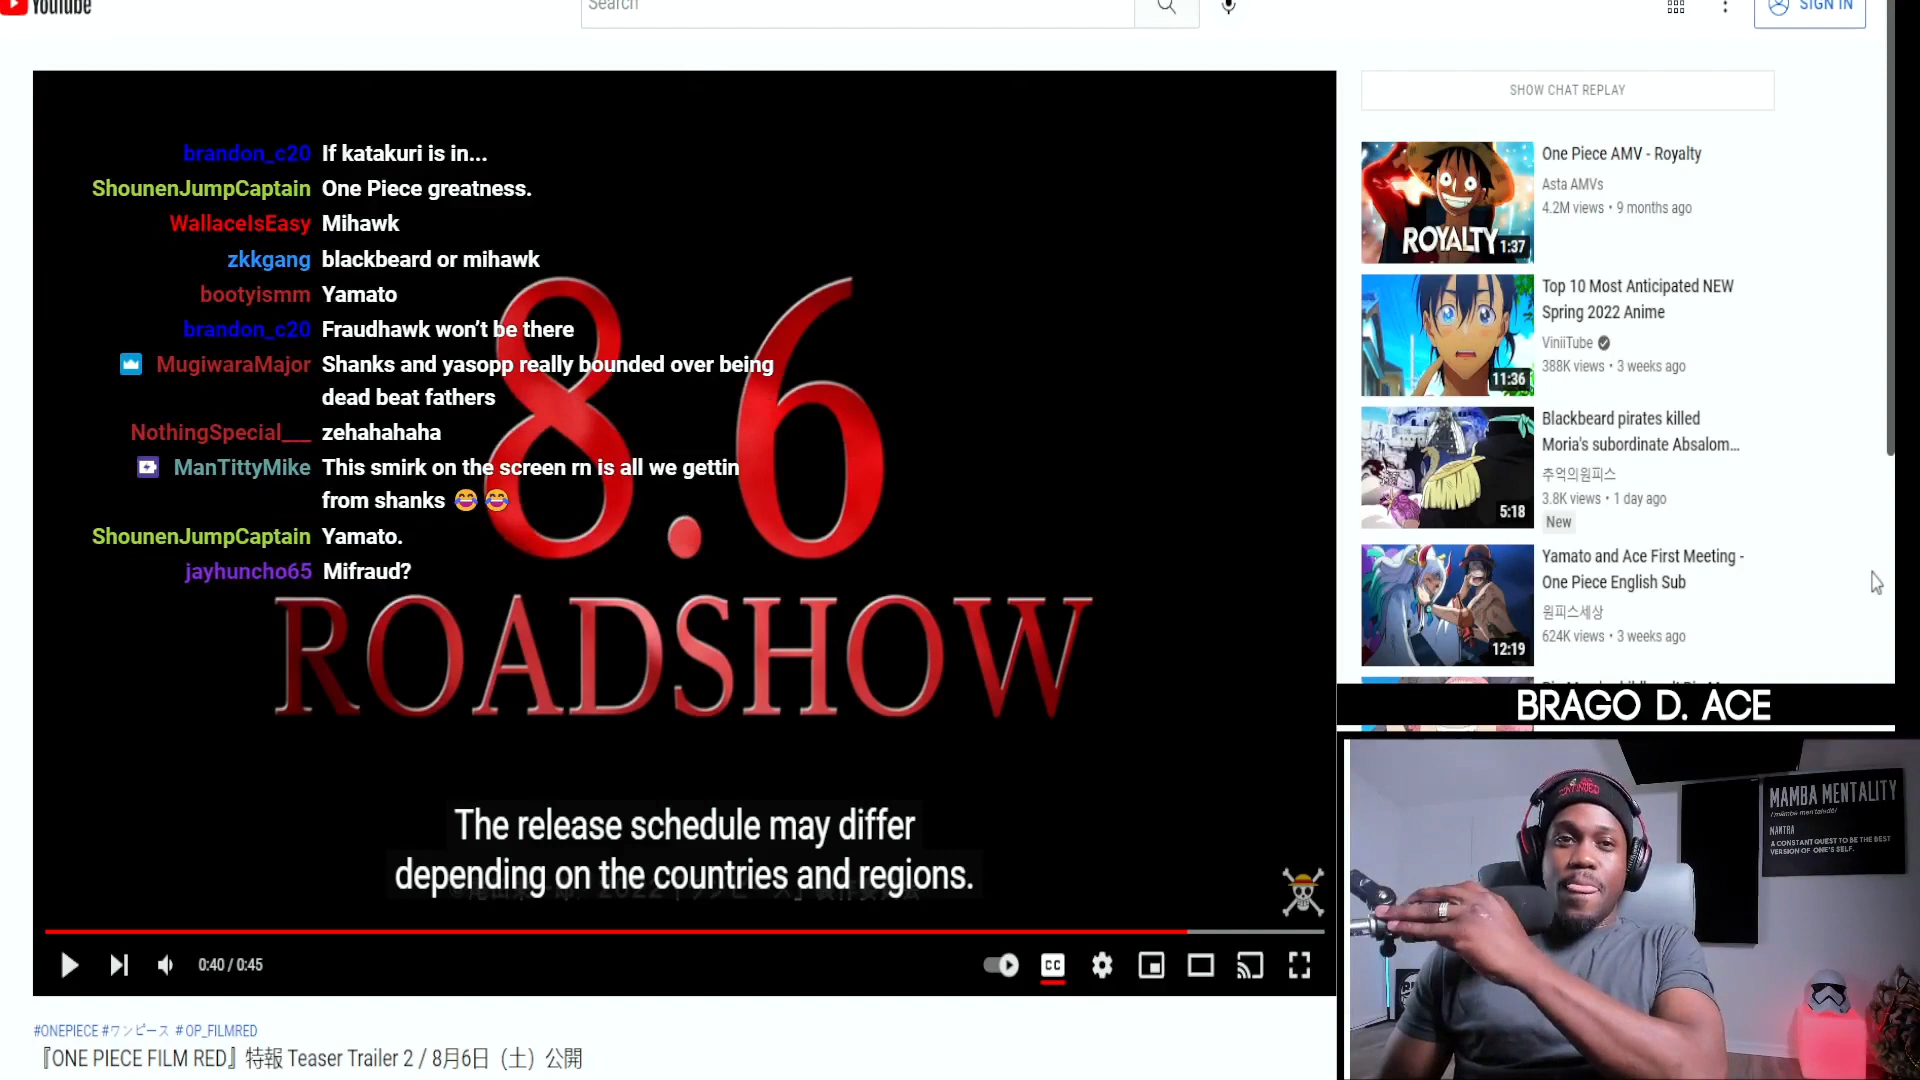 YouTube
Search
SIGN IN
brandon_c20 If katakuri is in...
ShounenJumpCaptain One Piece greatness.
WallaceIsEasy Mihawk
zkkgang blackbeard or mihawk
bootyismm Yamato
brandon_c20 Fraudhawk won't be there
MugiwaraMajor Shanks and yasopp really bounded over being
dead beat fathers
NothingSpecial___ zehahahaha
ManTittyMike This smirk on the screen rn is all we gettin
from shanks 😂 😂
ShounenJumpCaptain Yamato.
jayhuncho65 Mifraud?
8.6
ROADSHOW
The release schedule may differ
depending on the countries and regions.
0:40 / 0:45
CC
#ONEPIECE #ワンピース #OP_FILMRED
『ONE PIECE FILM RED』特報 Teaser Trailer 2 / 8月6日（土）公開
SHOW CHAT REPLAY
ROYALTY
1:37
One Piece AMV - Royalty
Asta AMVs
4.2M views • 9 months ago
11:36
Top 10 Most Anticipated NEW
Spring 2022 Anime
ViniiTube
388K views • 3 weeks ago
5:18
Blackbeard pirates killed
Moria's subordinate Absalom...
추억의원피스
3.8K views • 1 day ago
New
12:19
Yamato and Ace First Meeting -
One Piece English Sub
원피스세상
624K views • 3 weeks ago
BRAGO D. ACE
MAMBA MENTALITY
MANTRA
A CONSTANT QUEST TO BE THE BEST
VERSION OF ONE'S SELF.